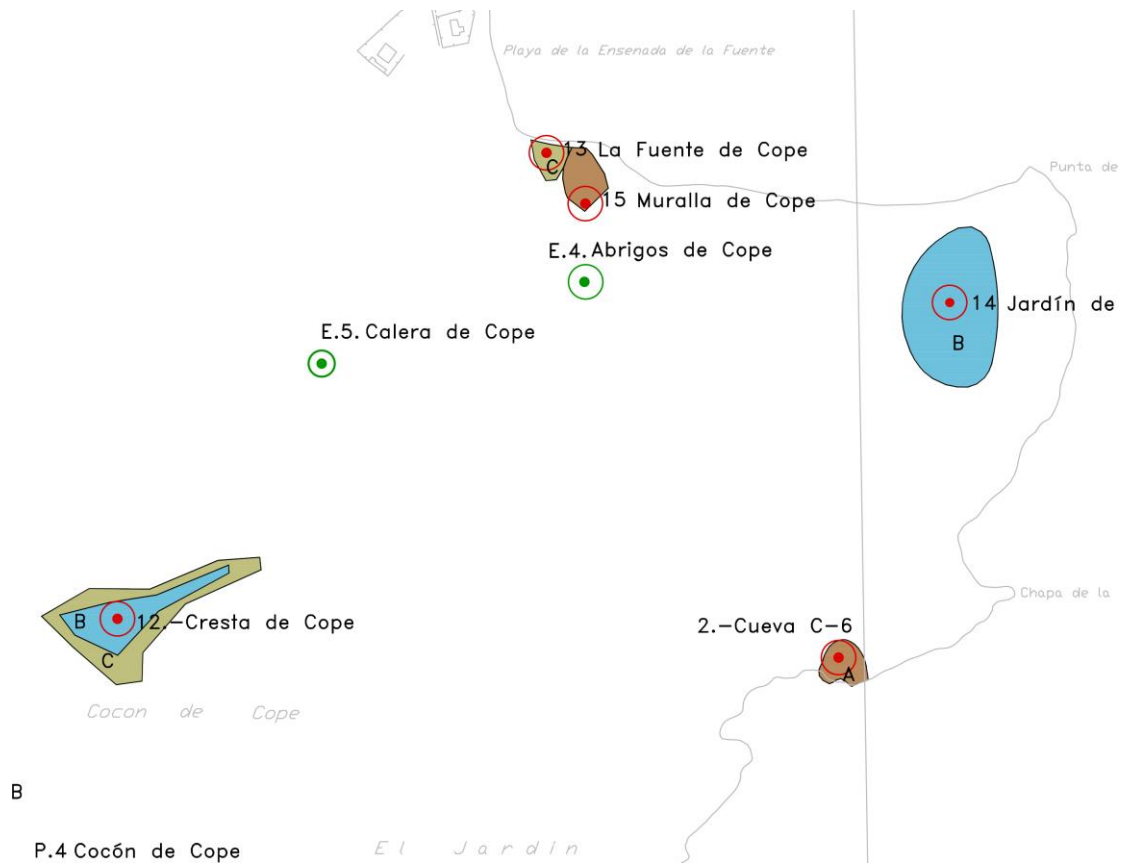 Playa de la Ensenada de la Fuente
13 La Fuente de Cope
C
Punta de
15 Muralla de Cope
E.4. Abrigos de Cope
14 Jardín de
E.5. Calera de Cope
B
B
12.-Cresta de Cope
C
Chapa de la
2.-Cueva C-6
A
Cocon de Cope
B
P.4 Cocón de Cope
El Jardin